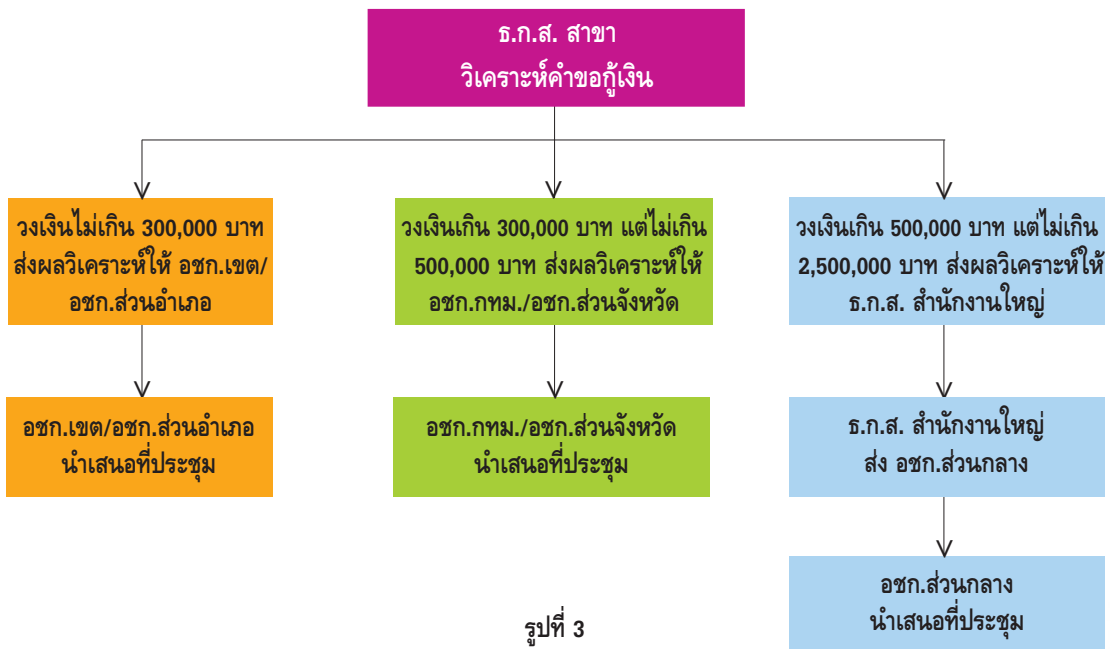 ธ.ก.ส. สาขา
วิเคราะห์คำขอกู้เงิน
วงเงินไม่เกิน 300,000 บาท
ส่งผลวิเคราะห์ให้ อชก.เขต/
อชก.ส่วนอำเภอ
วงเงินเกิน 300,000 บาท แต่ไม่เกิน
500,000 บาท ส่งผลวิเคราะห์ให้
อชก.กทม./อชก.ส่วนจังหวัด
วงเงินเกิน 500,000 บาท แต่ไม่เกิน
2,500,000 บาท ส่งผลวิเคราะห์ให้
ธ.ก.ส. สำนักงานใหญ่
อชก.เขต/อชก.ส่วนอำเภอ
นำเสนอที่ประชุม
อชก.กทม./อชก.ส่วนจังหวัด
นำเสนอที่ประชุม
ธ.ก.ส. สำนักงานใหญ่
ส่ง อชก.ส่วนกลาง
อชก.ส่วนกลาง
นำเสนอที่ประชุม
รูปที่ 3